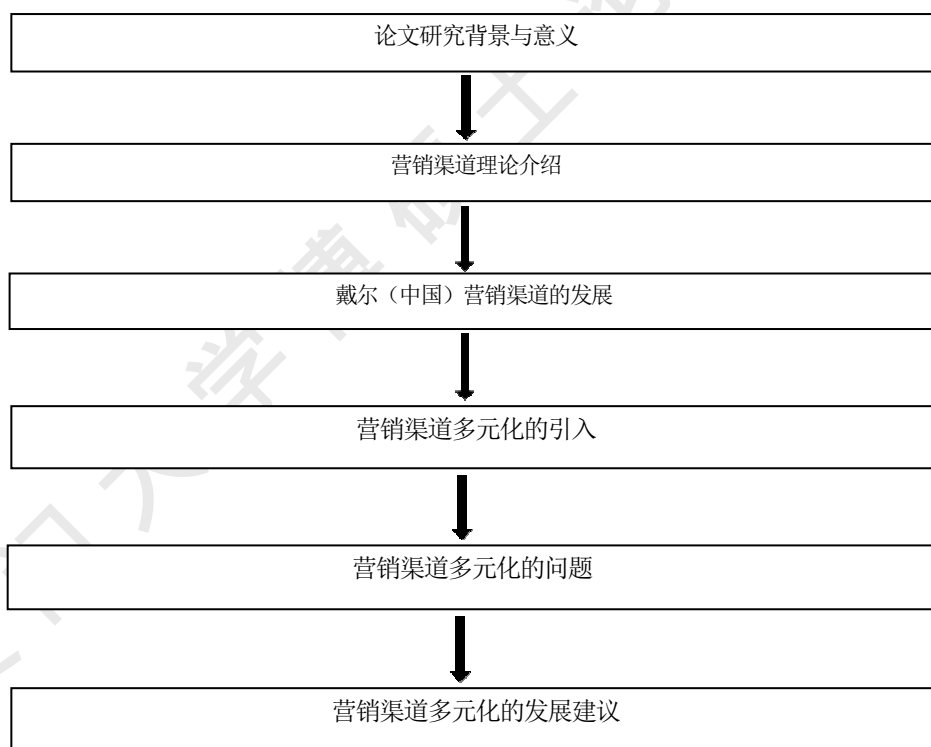 论文研究背景与意义
营销渠道理论介绍
戴尔（中国）营销渠道的发展
营销渠道多元化的引入
营销渠道多元化的问题
营销渠道多元化的发展建议